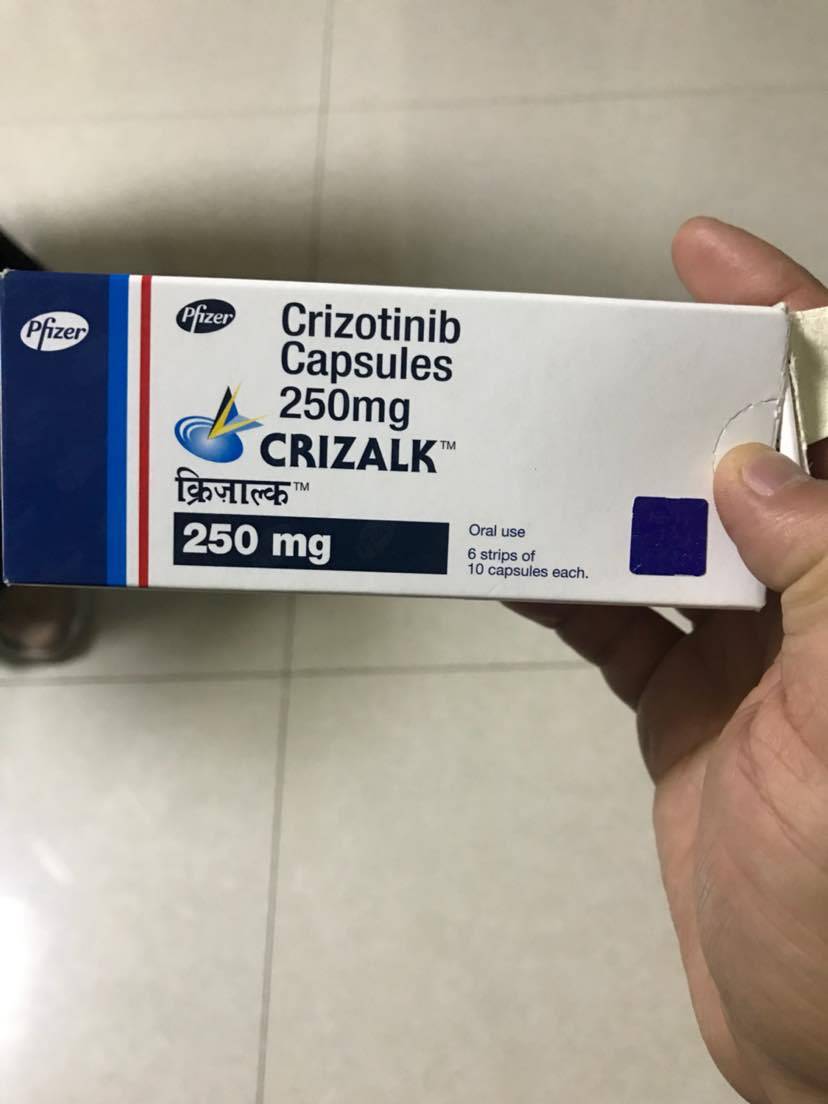 Pfizer
Pfizer
Crizotinib
Capsules
250mg
CRIZALK™
क्रिज़ाल्क™
250 mg
Oral use
6 strips of
10 capsules each.